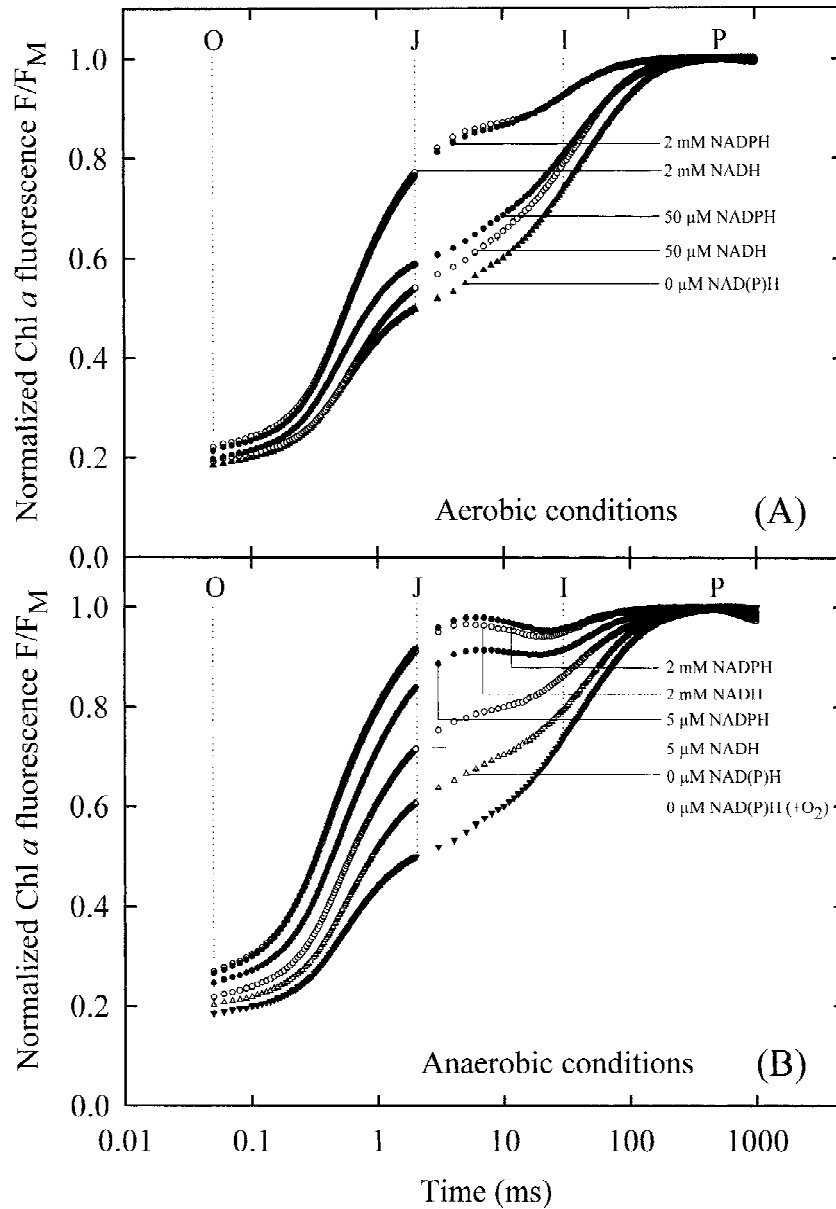 O J I P
1.0
0.8
0.6
0.4
0.2
0.0
Normalized Chl a fluorescence F/FM
2 mM NADPH
2 mM NADH
50 µM NADPH
50 µM NADH
0 µM NAD(P)H
Aerobic conditions (A)
O J I P
1.0
0.8
0.6
0.4
0.2
0.0
Normalized Chl a fluorescence F/FM
2 mM NADPH
2 mM NADH
5 µM NADPH
5 µM NADH
0 µM NAD(P)H
0 µM NAD(P)H (+O2)
Anaerobic conditions (B)
0.01 0.1 1 10 100 1000
Time (ms)